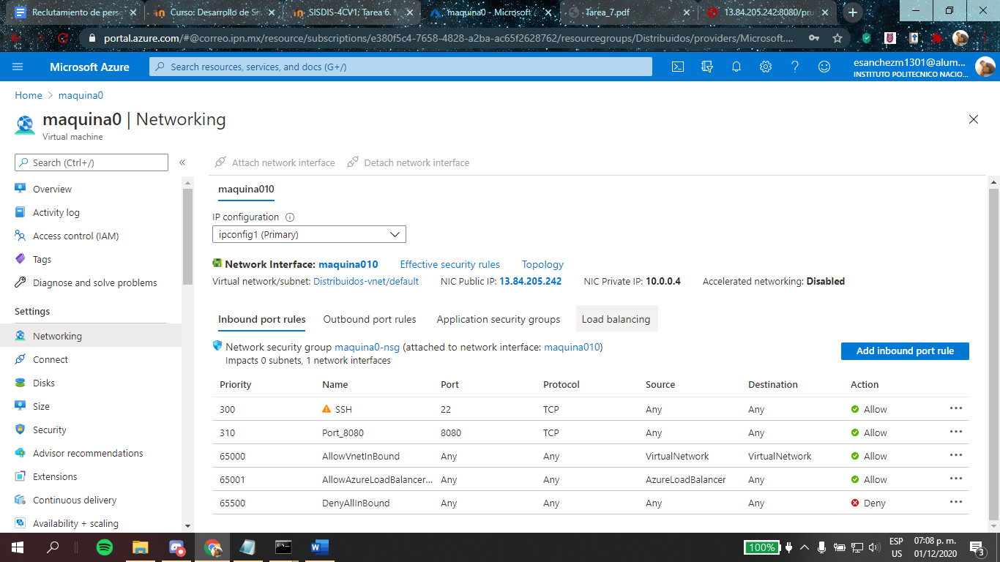 Reclutamiento de pers
Curso: Desarrollo de Sis
SISDIS-4CV1: Tarea 6. M
maquina0 - Microsoft
Tarea_7.pdf
13.84.205.242:8080/pru
portal.azure.com/#@correo.ipn.mx/resource/subscriptions/e380f5c4-7658-4828-a2ba-ac65f2628762/resourcegroups/Distribuidos/providers/Microsoft....
Microsoft Azure
Search resources, services, and docs (G+/)
esanchezm1301@alum...
INSTITUTO POLITECNICO NACIO...
Home > maquina0
maquina0 | Networking
Virtual machine
Search (Ctrl+/)
«
Overview
Activity log
Access control (IAM)
Tags
Diagnose and solve problems
Settings
Networking
Connect
Disks
Size
Security
Advisor recommendations
Extensions
Continuous delivery
Availability + scaling
Attach network interface
Detach network interface
maquina010
IP configuration
ipconfig1 (Primary)
Network Interface: maquina010 Effective security rules Topology
Virtual network/subnet: Distribuidos-vnet/default NIC Public IP: 13.84.205.242 NIC Private IP: 10.0.0.4 Accelerated networking: Disabled
Inbound port rules Outbound port rules Application security groups Load balancing
Network security group maquina0-nsg (attached to network interface: maquina010)
Impacts 0 subnets, 1 network interfaces
Add inbound port rule
Priority Name Port Protocol Source Destination Action
300 SSH 22 TCP Any Any Allow ...
310 Port_8080 8080 TCP Any Any Allow ...
65000 AllowVnetInBound Any Any VirtualNetwork VirtualNetwork Allow ...
65001 AllowAzureLoadBalancer... Any Any AzureLoadBalancer Any Allow ...
65500 DenyAllInBound Any Any Any Any Deny ...
100%
ESP
US
07:08 p. m.
01/12/2020
3